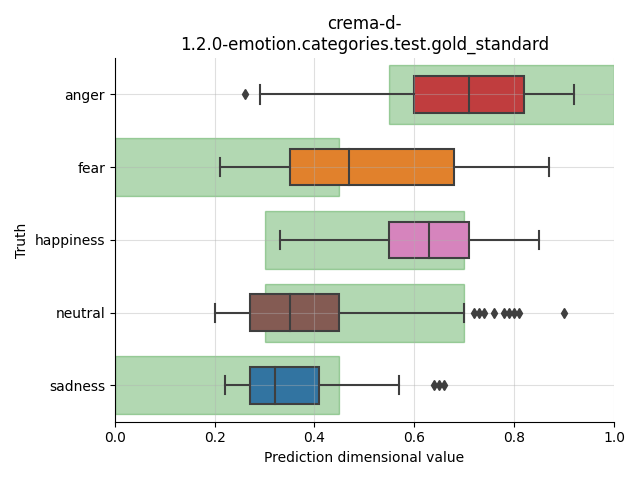 crema-d-
1.2.0-emotion.categories.test.gold_standard
Truth
anger
fear
happiness
neutral
sadness
0.0 0.2 0.4 0.6 0.8 1.0
Prediction dimensional value